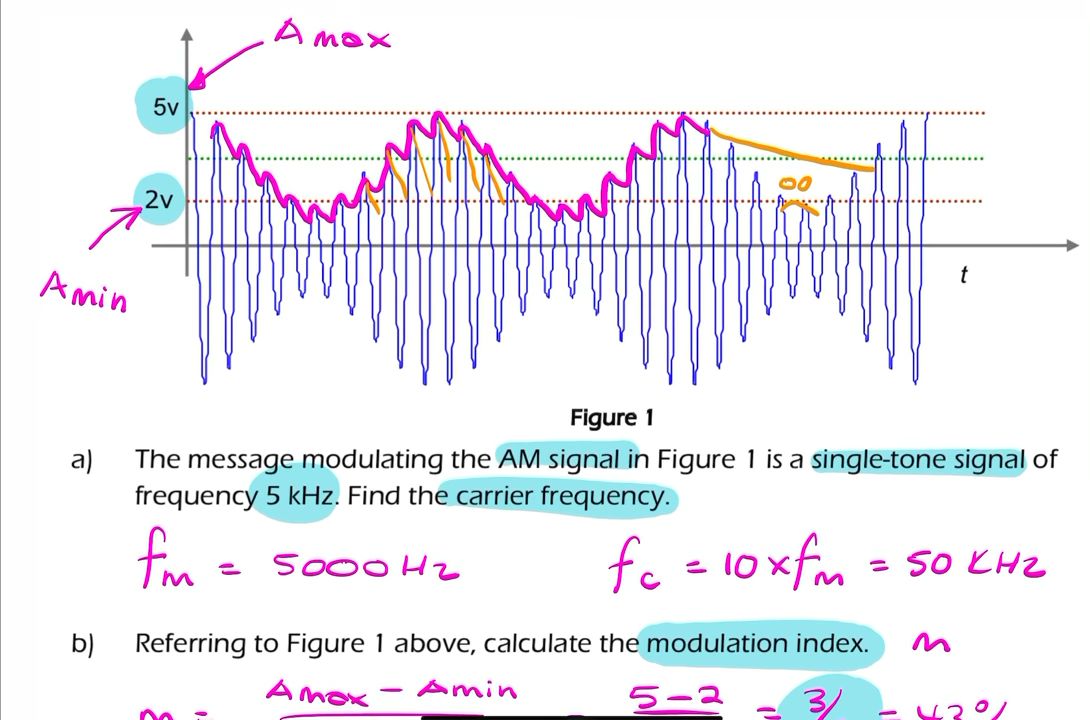 A max
5v
2v
A min
∞
t
Figure 1
a) The message modulating the AM signal in Figure 1 is a single-tone signal of
frequency 5 kHz. Find the carrier frequency.
fm = 5000 Hz fc = 10 x fm = 50 KHz
b) Referring to Figure 1 above, calculate the modulation index. m
A max - A min 5-2
m = = 3/ = 43%